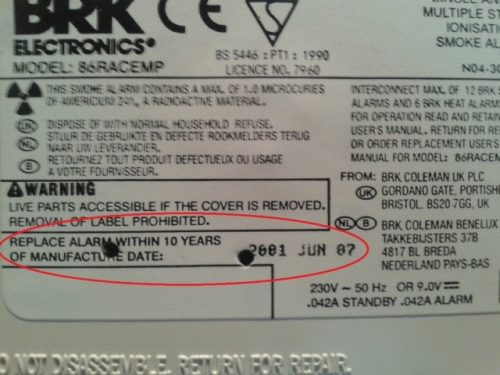 BRK CE S
ELECTRONICS®
MODEL: 86RACEMP
BS 5446 : PT1 : 1990
LICENCE NO. 7960
MULTIPLE S
IONISATIO
SMOKE AL
N04-30
THIS SMOKE ALARM CONTAINS A MAX. OF 1.0 MICROCURIES
OF AMERICIUM 241, A RADIOACTIVE MATERIAL.
UK DISPOSE OF WITH NORMAL HOUSEHOLD REFUSE.
NL STUUR DE GEBRUIKTE EN DEFECTE ROOKMELDERS TERUG
NAAR UW LEVERANCIER.
B RETOURNEZ TOUT PRODUIT DEFECTUEUX OU USAGE
A VOTRE FOURNISSEUR.
INTERCONNECT MAX. OF 12 BRK
ALARMS AND 6 BRK HEAT ALARM
FOR OPERATION READ AND RETAIN
USER'S MANUAL. RETURN FOR RE
OR ORDER REPLACEMENT USER'S
MANUAL FOR MODEL: 86RACEM
WARNING
LIVE PARTS ACCESSIBLE IF THE COVER IS REMOVED.
REMOVAL OF LABEL PROHIBITED.
REPLACE ALARM WITHIN 10 YEARS
OF MANUFACTURE DATE: 2001 JUN 07
FROM: BRK COLEMAN UK PLC
UK GORDANO GATE, PORTISH
BRISTOL. BS20 7GG, UK
NL B BRK COLEMAN BENELUX
TAKKEBIJSTERS 37B
4817 BL BREDA
NEDERLAND PAYS-BAS
230V ~ 50 Hz OR 9.0V
.042A STANDBY .042A ALARM
DO NOT DISASSEMBLE. RETURN FOR REPAIR.